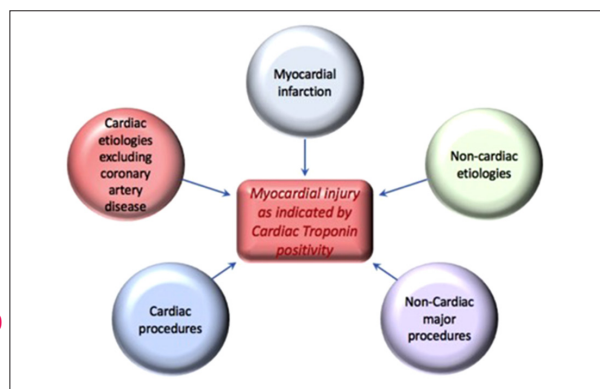 Myocardial
infarction
Cardiac
etiologies
excluding
coronary
artery
disease
Non-cardiac
etiologies
Myocardial injury
as indicated by
Cardiac Troponin
positivity
Cardiac
procedures
Non-Cardiac
major
procedures